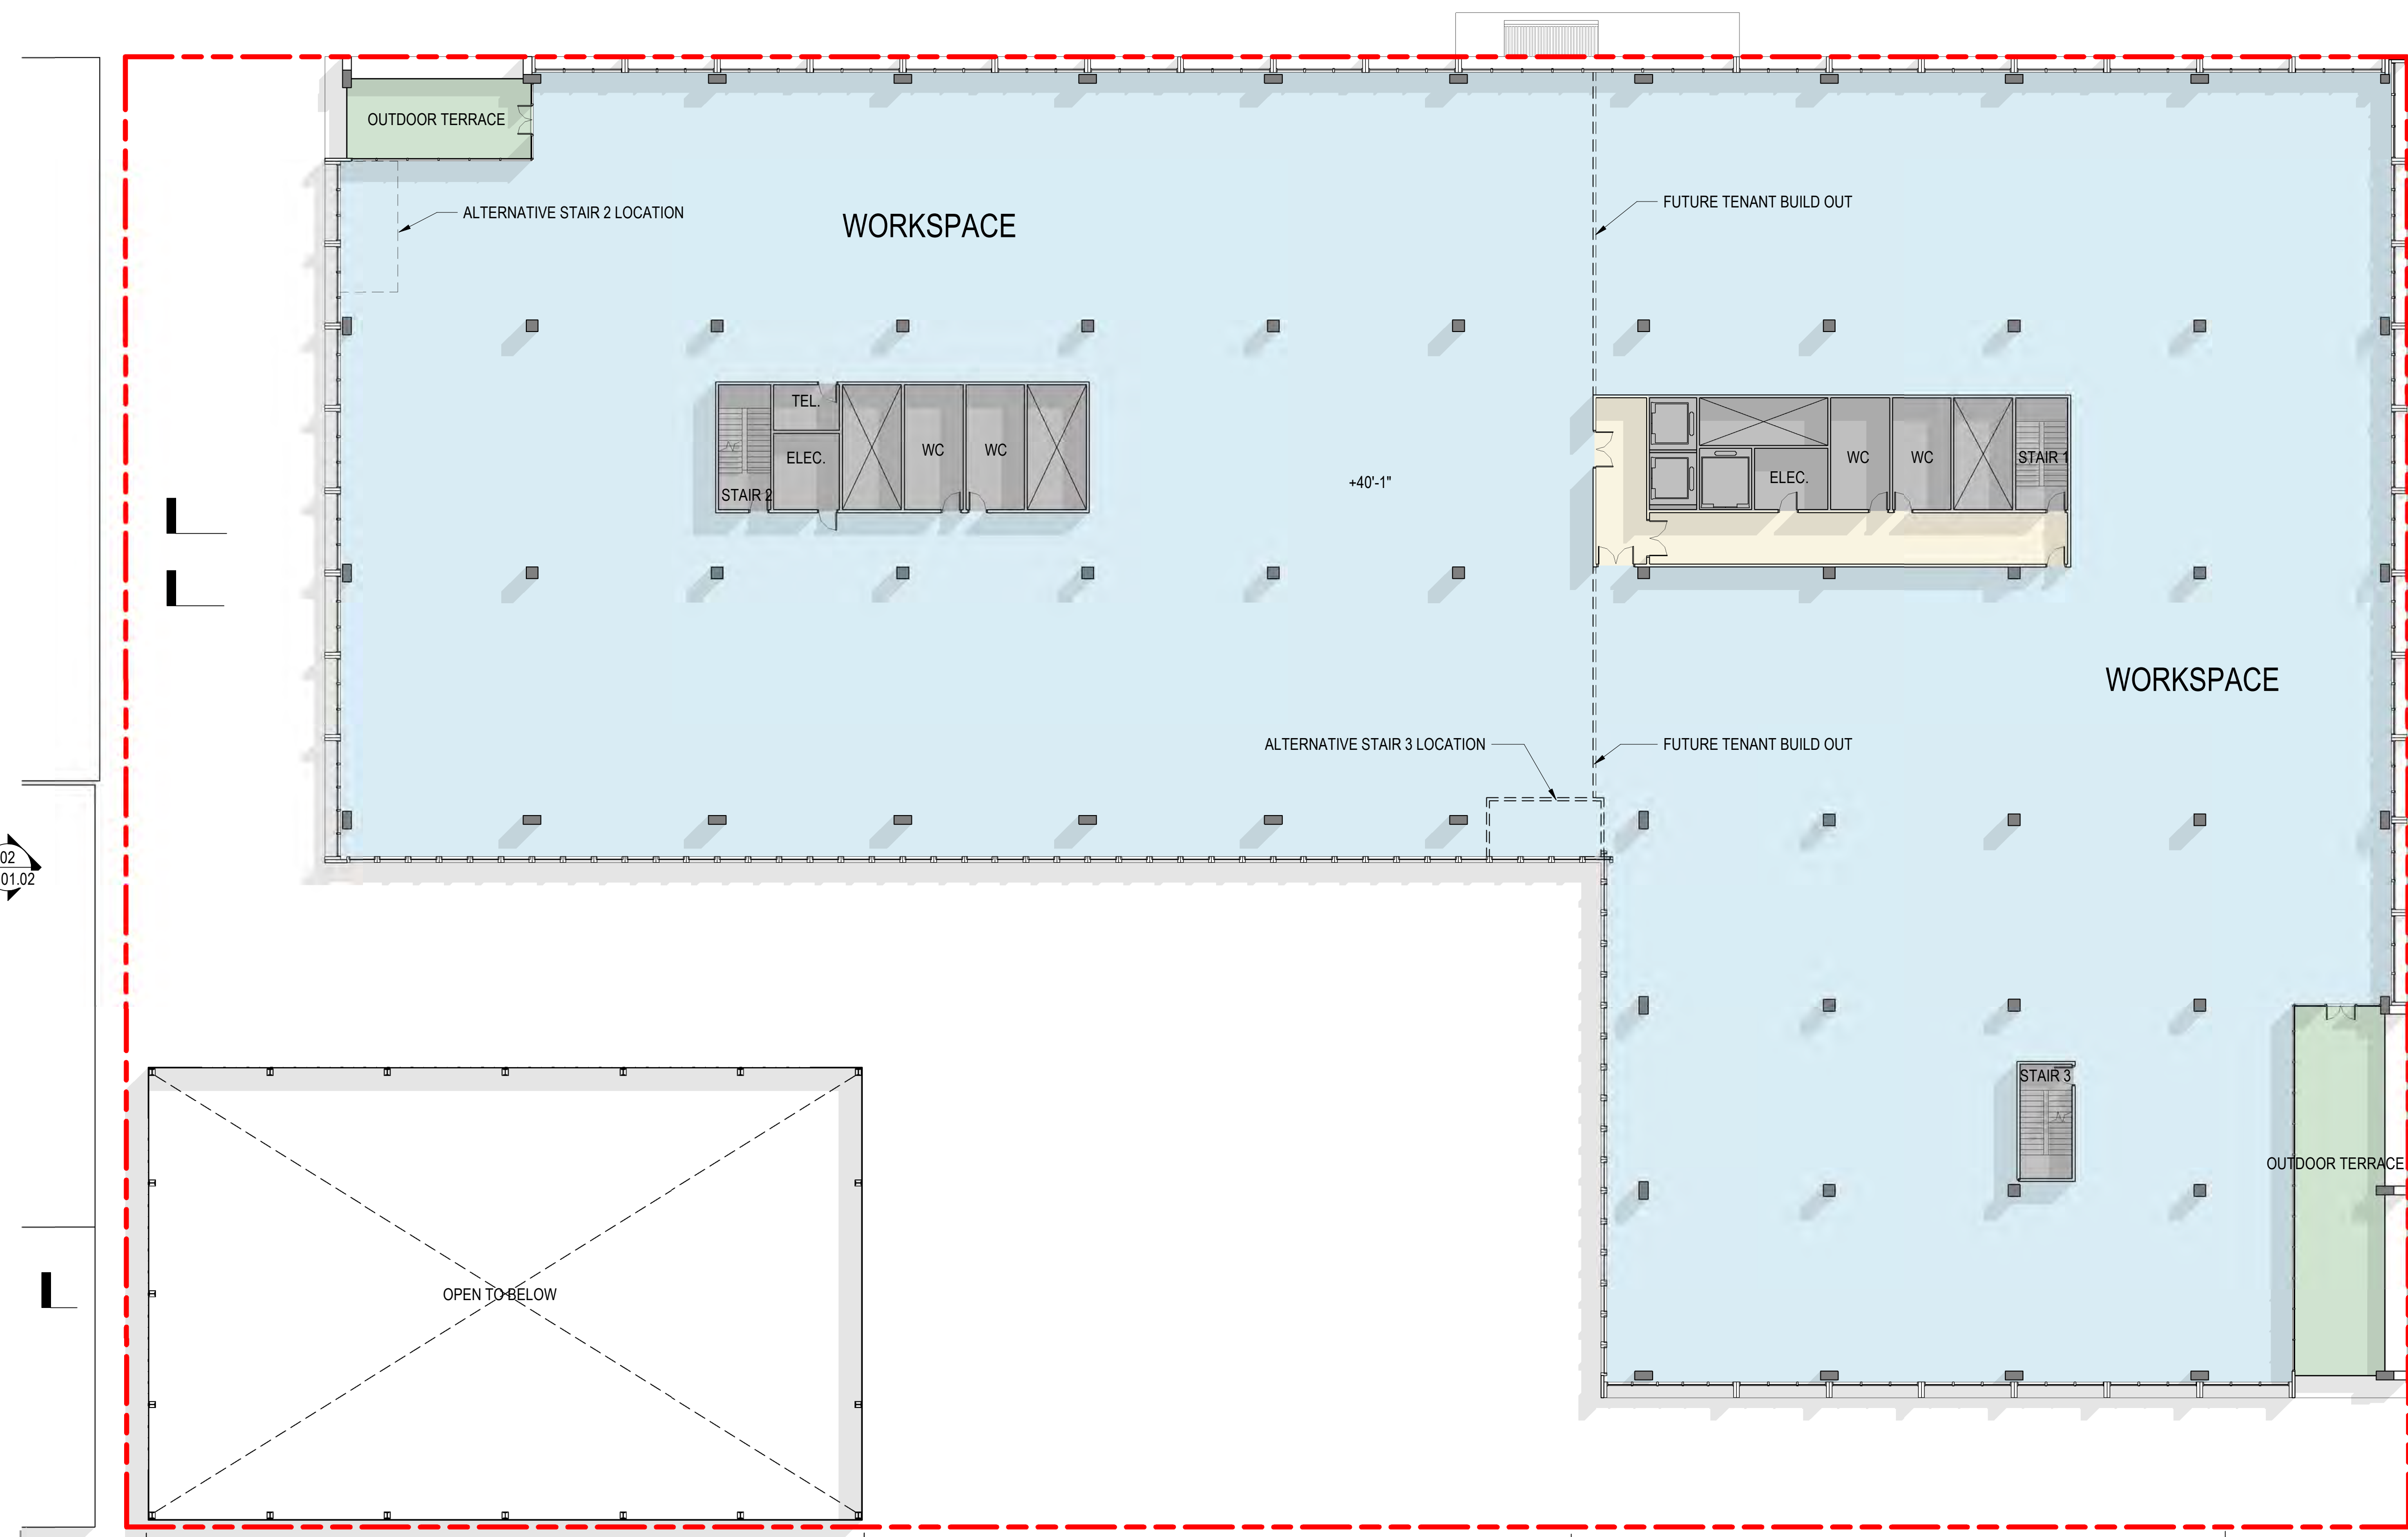 OUTDOOR TERRACE
ALTERNATIVE STAIR 2 LOCATION
WORKSPACE
FUTURE TENANT BUILD OUT
TEL.
ELEC.
WC
WC
STAIR 2
+40'-1"
ELEC.
WC
WC
STAIR 1
WORKSPACE
ALTERNATIVE STAIR 3 LOCATION
FUTURE TENANT BUILD OUT
02
01.02
STAIR 3
OUTDOOR TERRACE
OPEN TO BELOW